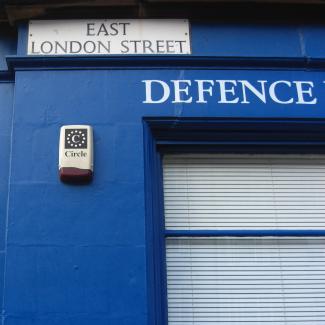 EAST
LONDON STREET
DEFENCE
C
Circle